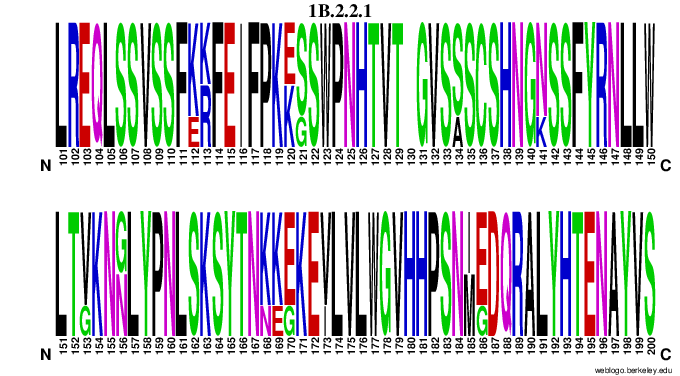 1B.2.2.1
LREQLSSVSSFKKFEIFPKESSWPNHTVT GVSSSCSHNGNSSFYRNLLW
ERKGAK
N 101 102 103 104 105 106 107 108 109 110 111 112 113 114 115 116 117 118 119 120 121 122 123 124 125 126 127 128 129 130 131 132 133 134 135 136 137 138 139 140 141 142 143 144 145 146 147 148 149 150 C
LTVKNGLYPNLSKSYTNKKEKEVLVLWGVHHPSNMEDQRALYHTENAYVS
GNNEGG
N 151 152 153 154 155 156 157 158 159 160 161 162 163 164 165 166 167 168 169 170 171 172 173 174 175 176 177 178 179 180 181 182 183 184 185 186 187 188 189 190 191 192 193 194 195 196 197 198 199 200 C
weblogo.berkeley.edu